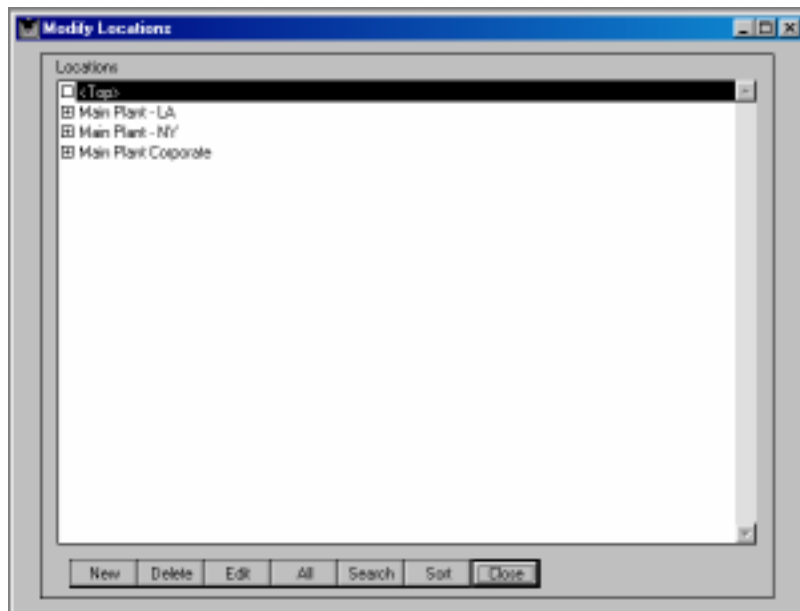 Modify Locations
Locations
<Top>
Main Plant - LA
Main Plant - NY
Main Plant Corporate
New Delete Edit All Search Sort Close